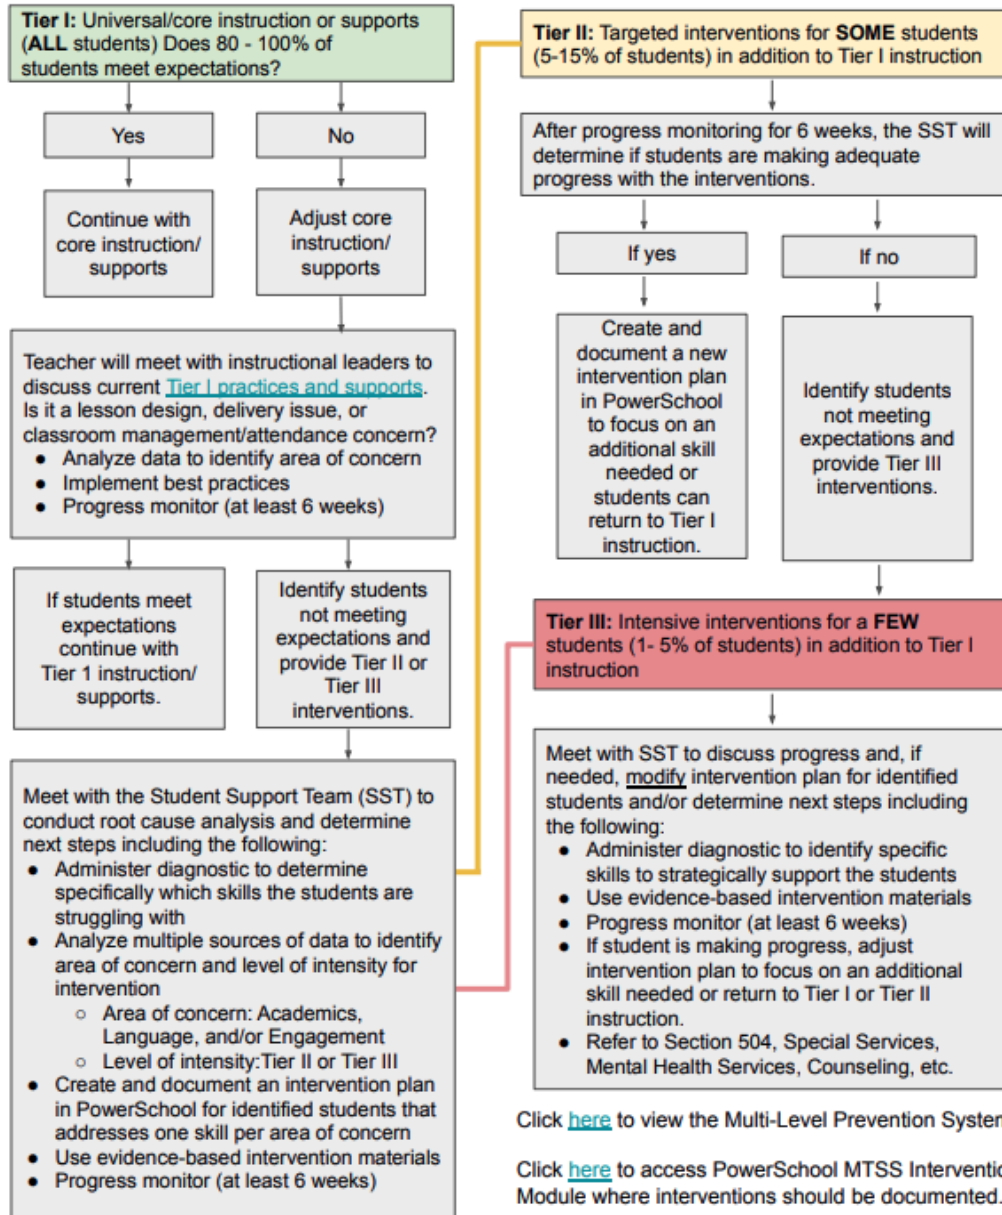 Tier I: Universal/core instruction or supports
(ALL students) Does 80 - 100% of
students meet expectations?
Yes
No
Continue with
core instruction/
supports
Adjust core
instruction/
supports
Teacher will meet with instructional leaders to
discuss current Tier I practices and supports.
Is it a lesson design, delivery issue, or
classroom management/attendance concern?
● Analyze data to identify area of concern
● Implement best practices
● Progress monitor (at least 6 weeks)
If students meet
expectations
continue with
Tier 1 instruction/
supports.
Identify students
not meeting
expectations and
provide Tier II or
Tier III
interventions.
Meet with the Student Support Team (SST) to
conduct root cause analysis and determine
next steps including the following:
● Administer diagnostic to determine
specifically which skills the students are
struggling with
● Analyze multiple sources of data to identify
area of concern and level of intensity for
intervention
○ Area of concern: Academics,
Language, and/or Engagement
○ Level of intensity:Tier II or Tier III
● Create and document an intervention plan
in PowerSchool for identified students that
addresses one skill per area of concern
● Use evidence-based intervention materials
● Progress monitor (at least 6 weeks)
Tier II: Targeted interventions for SOME students
(5-15% of students) in addition to Tier I instruction
After progress monitoring for 6 weeks, the SST will
determine if students are making adequate
progress with the interventions.
If yes
If no
Create and
document a new
intervention plan
in PowerSchool
to focus on an
additional skill
needed or
students can
return to Tier I
instruction.
Identify students
not meeting
expectations and
provide Tier III
interventions.
Tier III: Intensive interventions for a FEW
students (1- 5% of students) in addition to Tier I
instruction
Meet with SST to discuss progress and, if
needed, modify intervention plan for identified
students and/or determine next steps including
the following:
● Administer diagnostic to identify specific
skills to strategically support the students
● Use evidence-based intervention materials
● Progress monitor (at least 6 weeks)
● If student is making progress, adjust
intervention plan to focus on an additional
skill needed or return to Tier I or Tier II
instruction.
● Refer to Section 504, Special Services,
Mental Health Services, Counseling, etc.
Click here to view the Multi-Level Prevention System
Click here to access PowerSchool MTSS Interventio
Module where interventions should be documented.